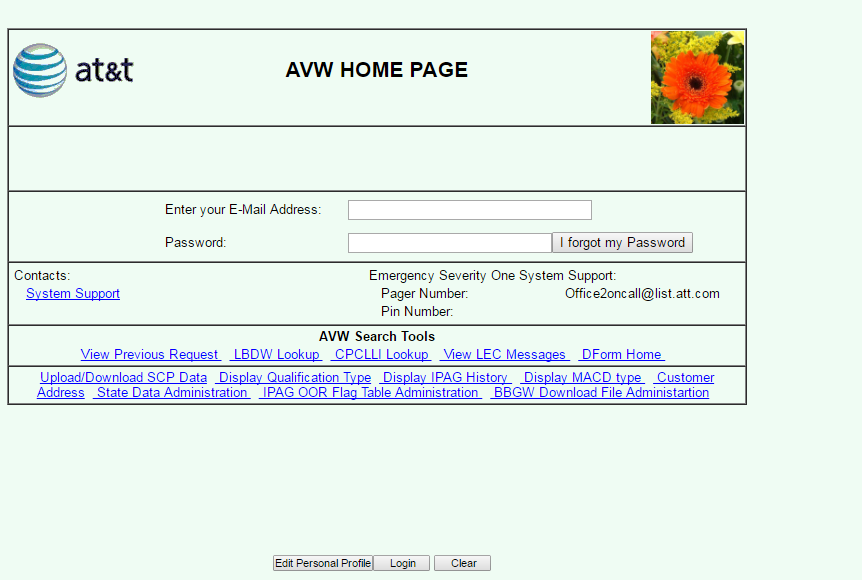 at&t
AVW HOME PAGE
Enter your E-Mail Address:
Password: I forgot my Password
Contacts: Emergency Severity One System Support:
System Support Pager Number: Office2oncall@list.att.com
Pin Number:
AVW Search Tools
View Previous Request LBDW Lookup CPCLLI Lookup View LEC Messages DForm Home
Upload/Download SCP Data Display Qualification Type Display IPAG History Display MACD type Customer
Address State Data Administration IPAG OOR Flag Table Administration BBGW Download File Administartion
Edit Personal Profile Login Clear